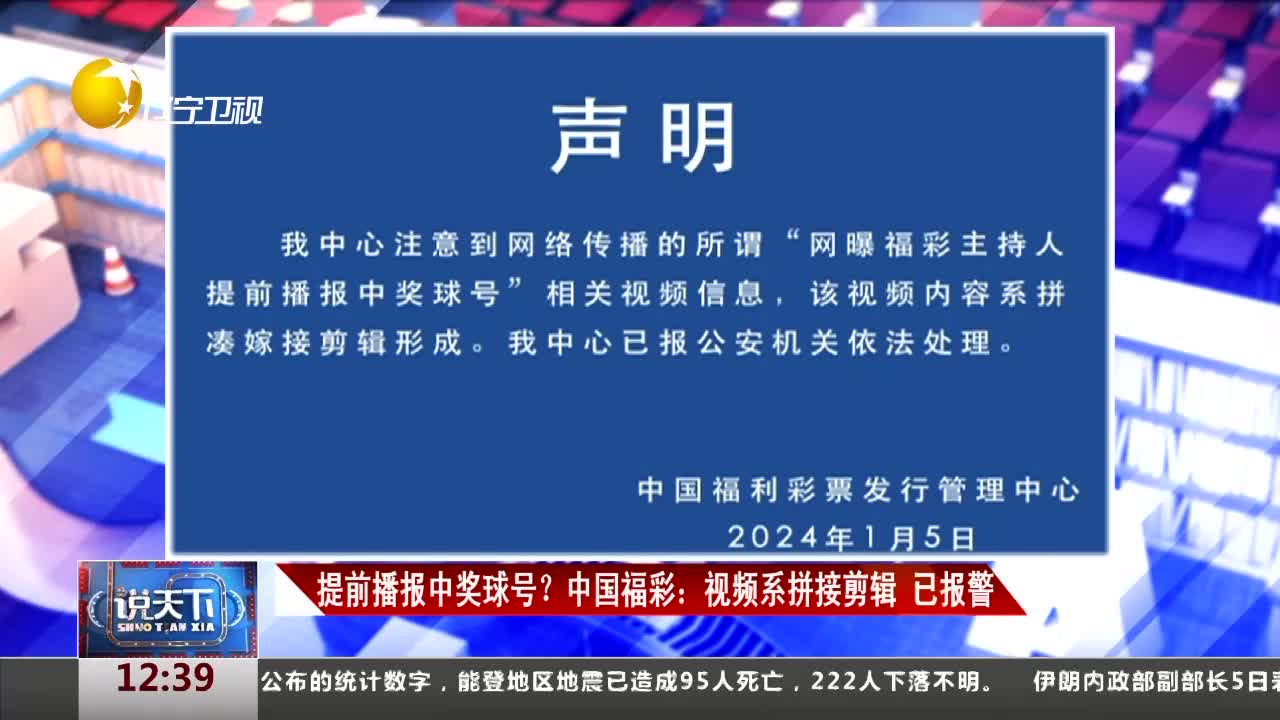 辽宁卫视
声明
我中心注意到网络传播的所谓“网曝福彩主持人
提前播报中奖球号”相关视频信息，该视频内容系拼
凑嫁接剪辑形成。我中心已报公安机关依法处理。
中国福利彩票发行管理中心
2024年1月5日
提前播报中奖球号？中国福彩：视频系拼接剪辑 已报警
说天下
SHUO TIAN XIA
12:39
公布的统计数字，能登地区地震已造成95人死亡，222人下落不明。 伊朗内政部副部长5日